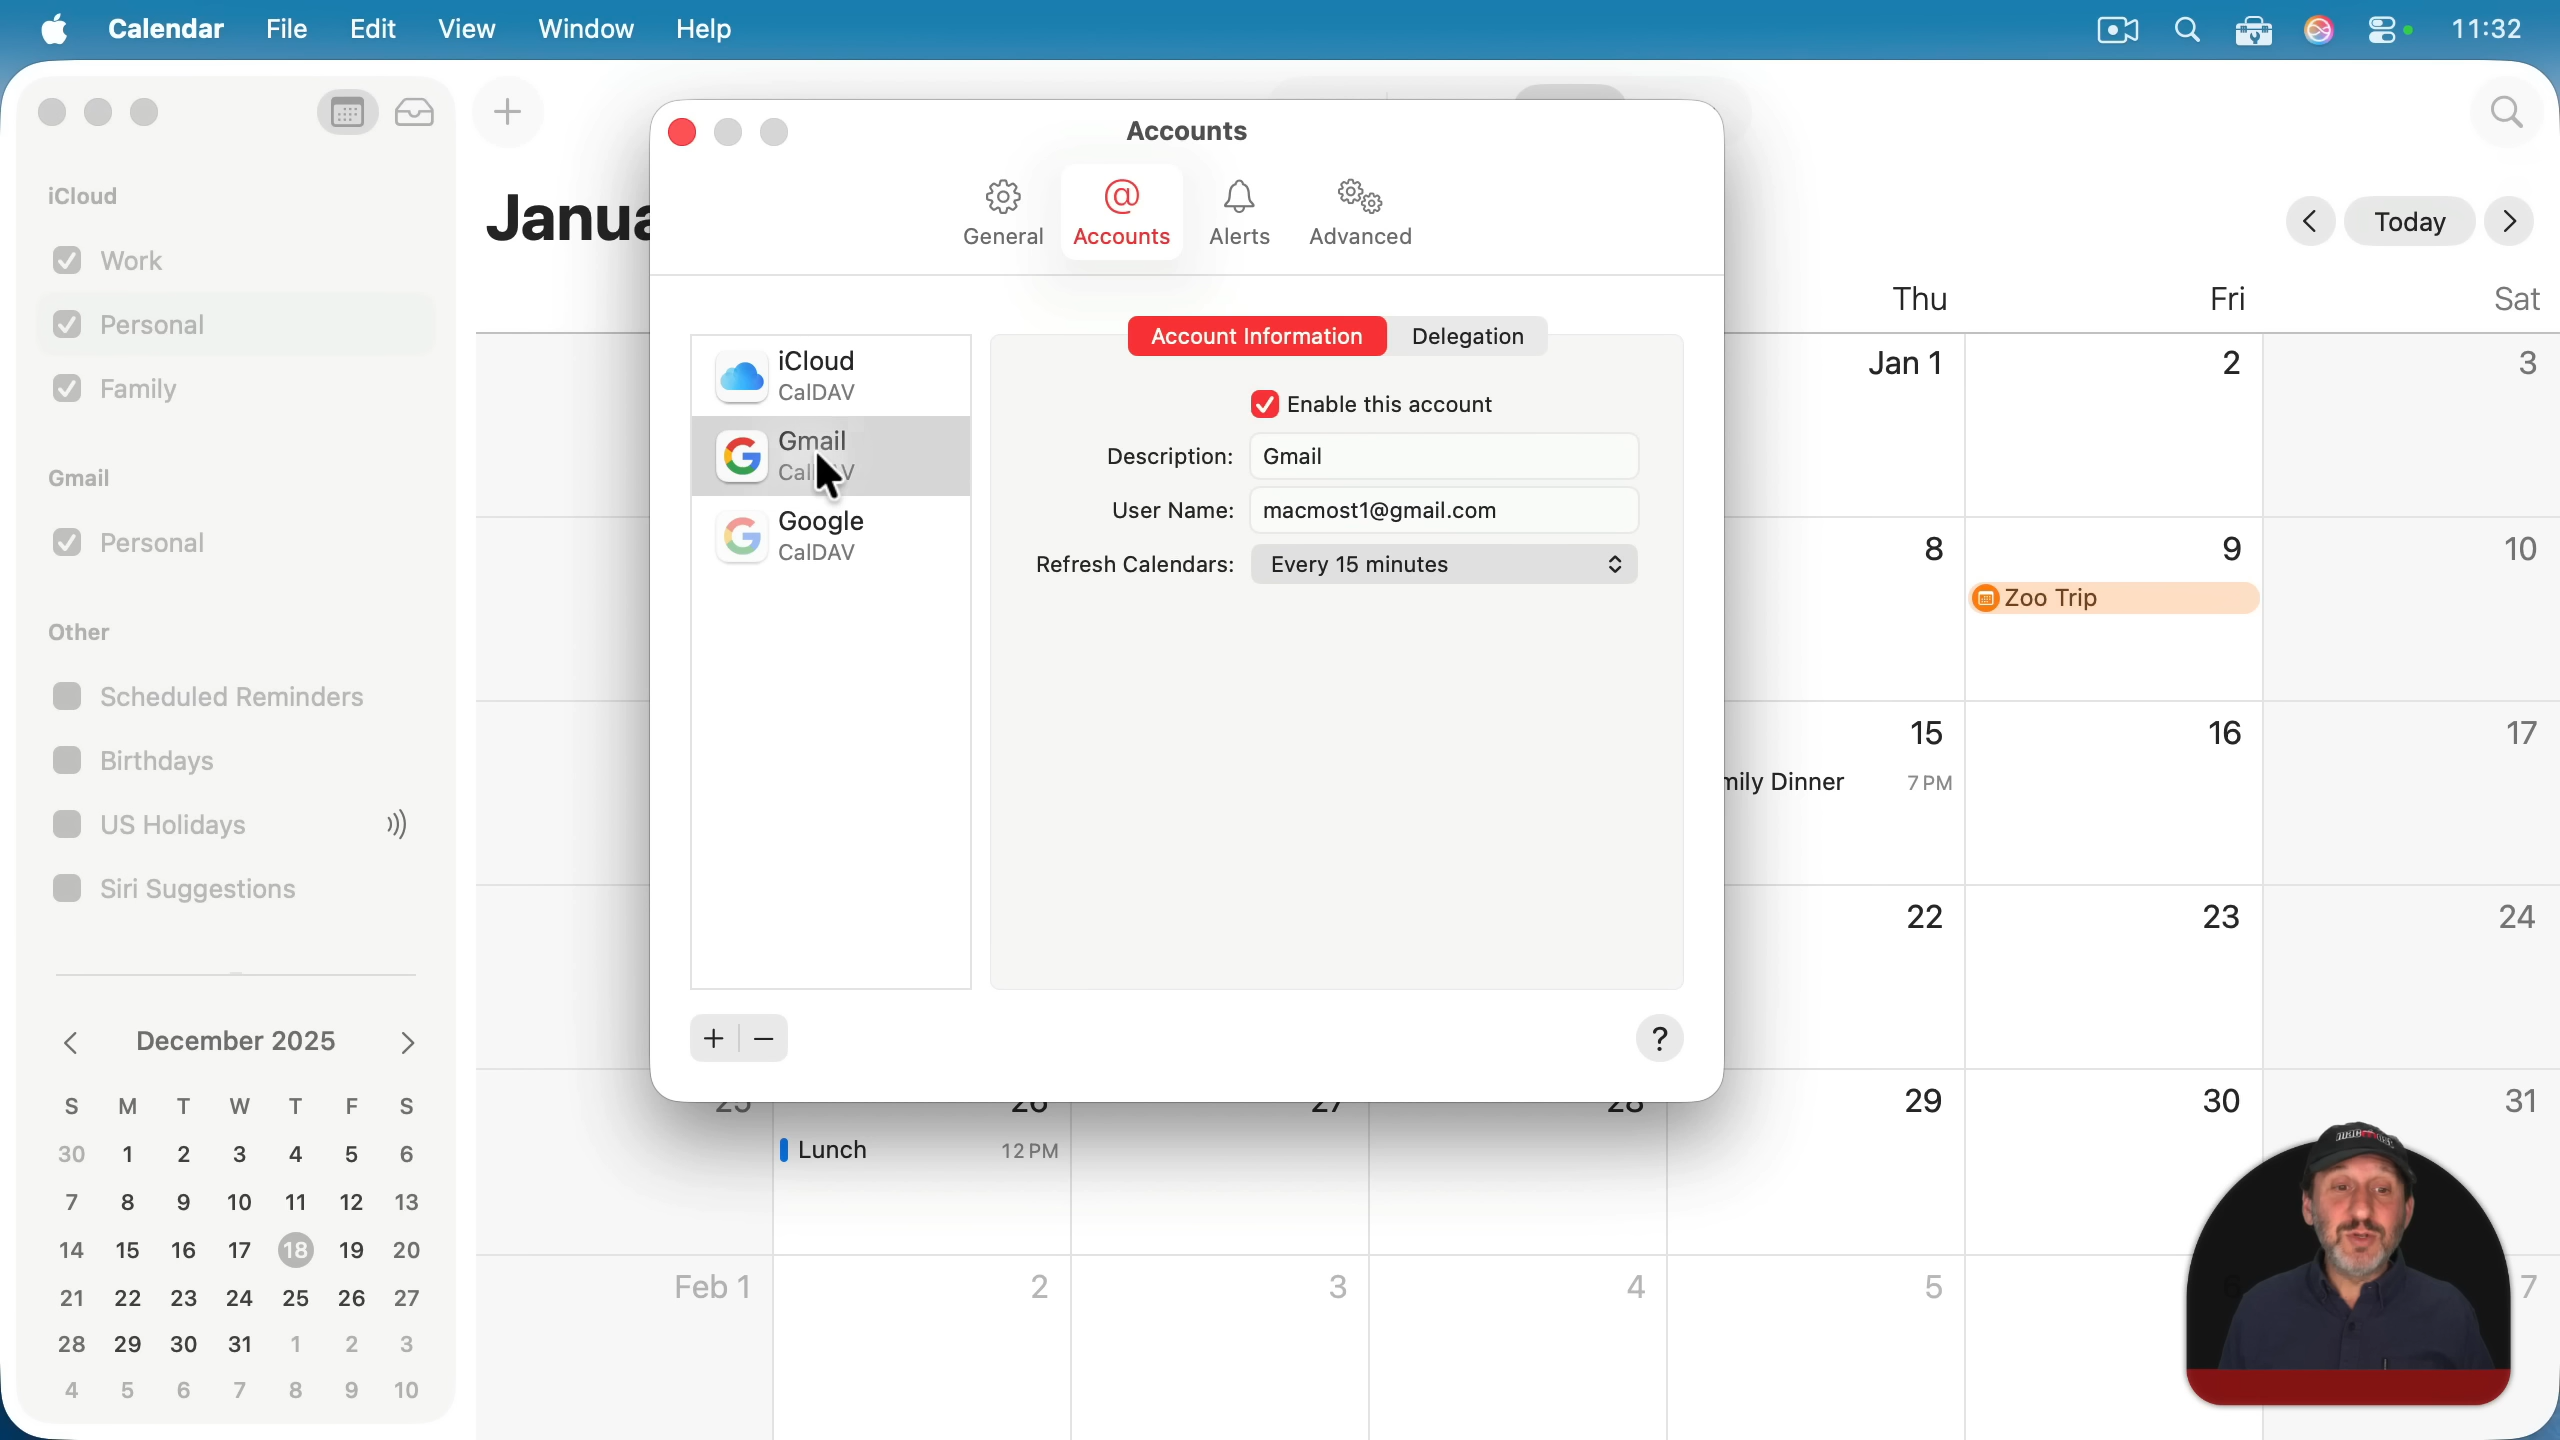 Calendar File Edit View Window Help 11:32
iCloud
Work
Personal
Family
Gmail
Personal
Other
Scheduled Reminders
Birthdays
US Holidays
Siri Suggestions
December 2025
S M T W T F S
30 1 2 3 4 5 6
7 8 9 10 11 12 13
14 15 16 17 18 19 20
21 22 23 24 25 26 27
28 29 30 31 1 2 3
4 5 6 7 8 9 10
Accounts
General Accounts Alerts Advanced
iCloud
CalDAV
Gmail
Google
CalDAV
Account Information Delegation
Enable this account
Description: Gmail
User Name: macmost1@gmail.com
Refresh Calendars: Every 15 minutes
+ −
?
Today
Thu Fri Sat
Jan 1 2 3
8 9 10
Zoo Trip
15 16 17
Dinner 7 PM
22 23 24
25 26 27 28 29 30 31
Lunch 12 PM
Feb 1 2 3 4 5 7